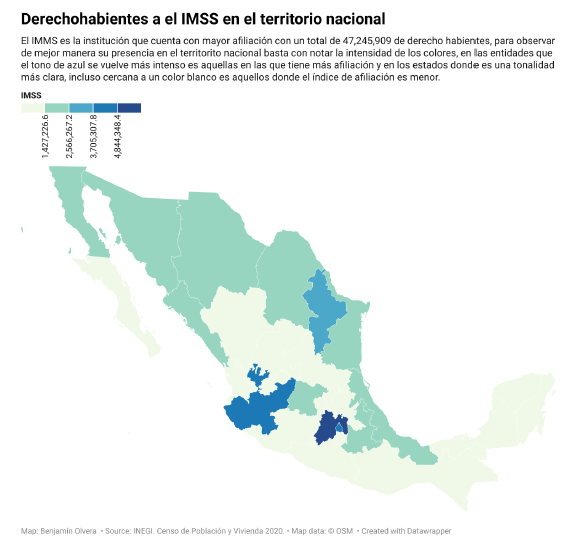 Derechohabientes a el IMSS en el territorio nacional
El IMMS es la institución que cuenta con mayor afiliación con un total de 47,245,909 de derecho habientes, para observar
de mejor manera su presencia en el territorito nacional basta con notar la intensidad de los colores, en las entidades que
el tono de azul se vuelve más intenso es aquellas en las que tiene más afiliación y en los estados donde es una tonalidad
más clara, incluso cercana a un color blanco es aquellos donde el índice de afiliación es menor.
IMSS
1,427,226.6
2,566,267.2
3,705,307.8
4,844,348.4
Map: Benjamín Olvera • Source: INEGI. Censo de Población y Vivienda 2020. • Map data: © OSM • Created with Datawrapper